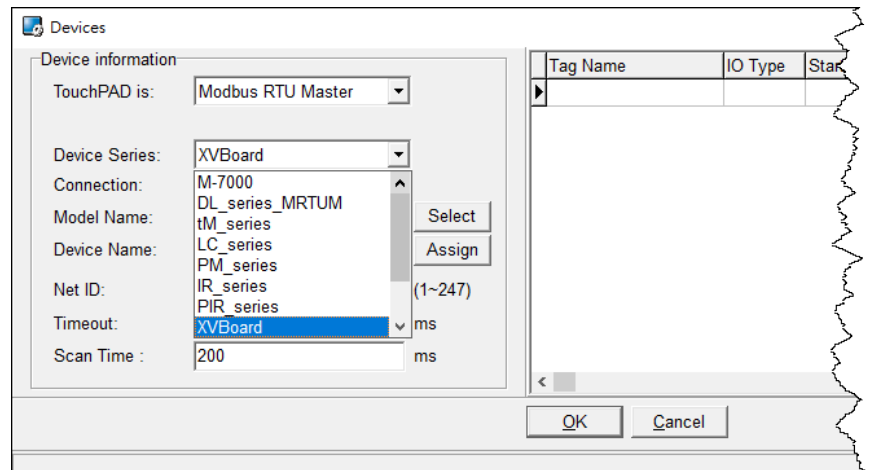 Devices
Device information
TouchPAD is: Modbus RTU Master
Device Series: XVBoard
Connection:
Model Name:
Device Name:
Net ID:
Timeout:
Scan Time : 200 ms
M-7000
DL_series_MRTUM
tM_series
LC_series
PM_series
IR_series
PIR_series
XVBoard
Select
Assign
(1~247)
ms
Tag Name IO Type
OK Cancel